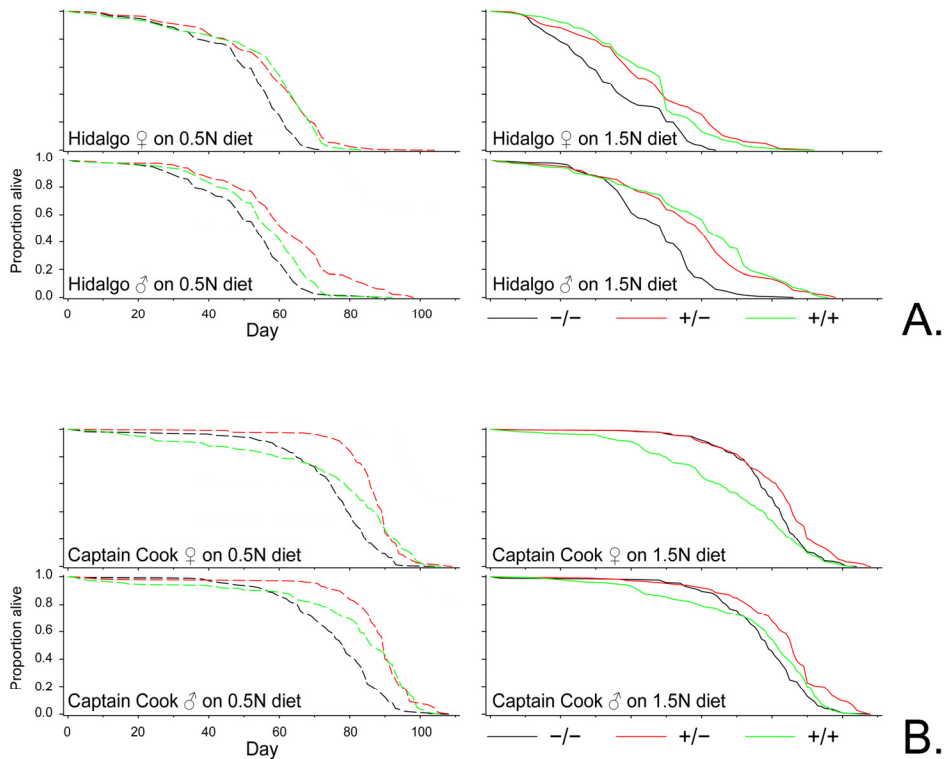 Hidalgo ♀ on 0.5N diet
Hidalgo ♀ on 1.5N diet
1.0
0.8
0.6
0.4
0.2
0.0
Proportion alive
Hidalgo ♂ on 0.5N diet
Hidalgo ♂ on 1.5N diet
0 20 40 60 80 100
Day
−/− +/− +/+
A.
Captain Cook ♀ on 0.5N diet
Captain Cook ♀ on 1.5N diet
1.0
0.8
0.6
0.4
0.2
0.0
Proportion alive
Captain Cook ♂ on 0.5N diet
Captain Cook ♂ on 1.5N diet
0 20 40 60 80 100
Day
−/− +/− +/+
B.